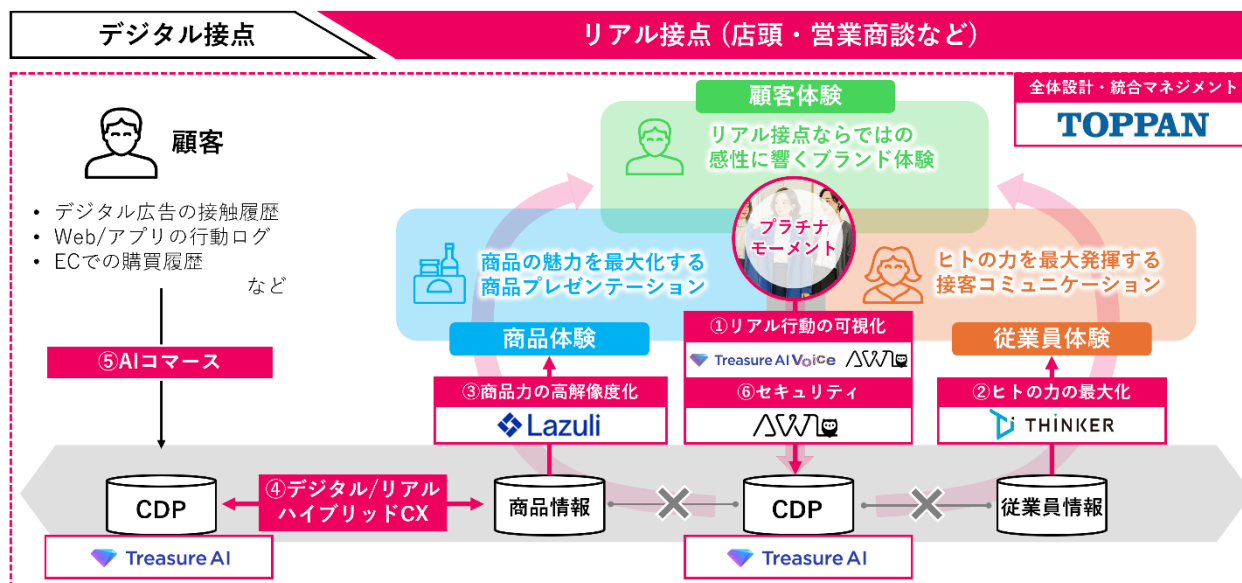 デジタル接点
リアル接点（店頭・営業商談など）
全体設計・統合マネジメント
TOPPAN
顧客
• デジタル広告の接触履歴
• Web/アプリの行動ログ
• ECでの購買履歴
など
⑤AIコマース
顧客体験
リアル接点ならではの
感性に響くブランド体験
プラチナ
モーメント
商品の魅力を最大化する
商品プレゼンテーション
商品体験
ヒトの力を最大発揮する
接客コミュニケーション
従業員体験
③商品力の高解像度化
Lazuli
①リアル行動の可視化
Treasure AI Voice AWL
⑥セキュリティ
AWL
②ヒトの力の最大化
THINKER
CDP
④デジタル/リアル
ハイブリッドCX
商品情報
CDP
従業員情報
Treasure AI
Treasure AI